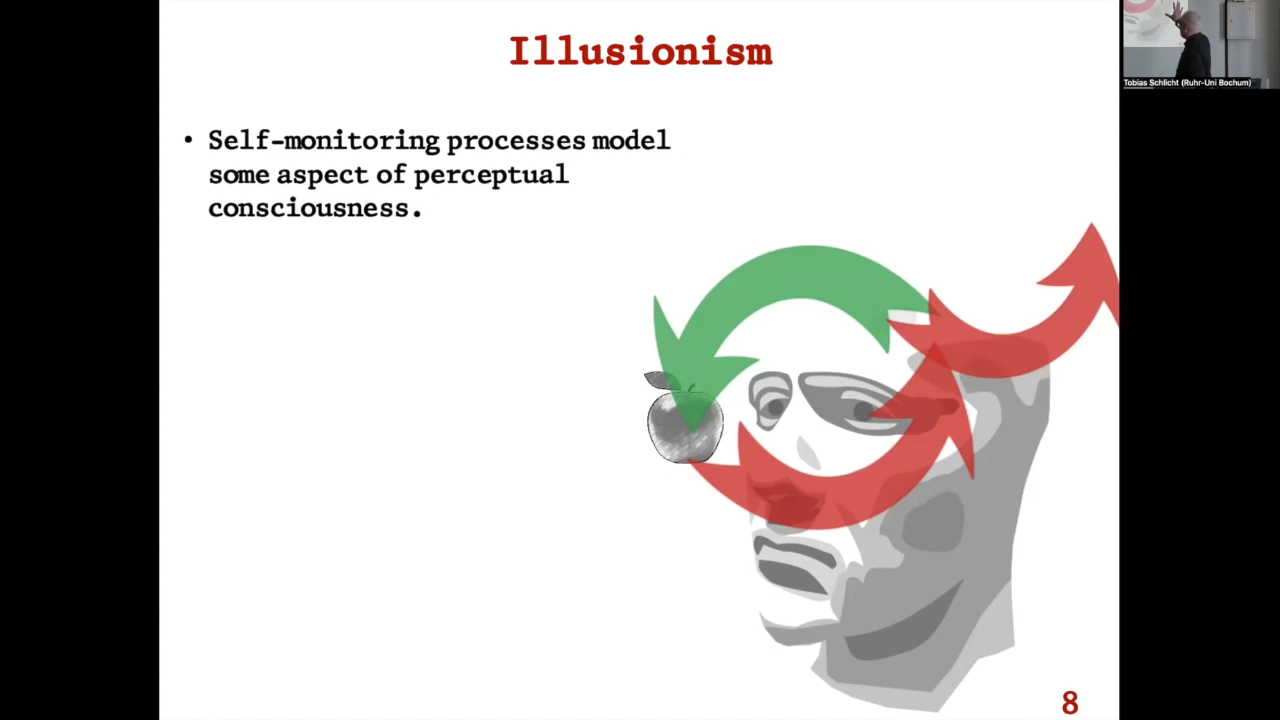 Illusionism
• Self-monitoring processes model
some aspect of perceptual
consciousness.
Tobias Schlicht (Ruhr-Uni Bochum)
8